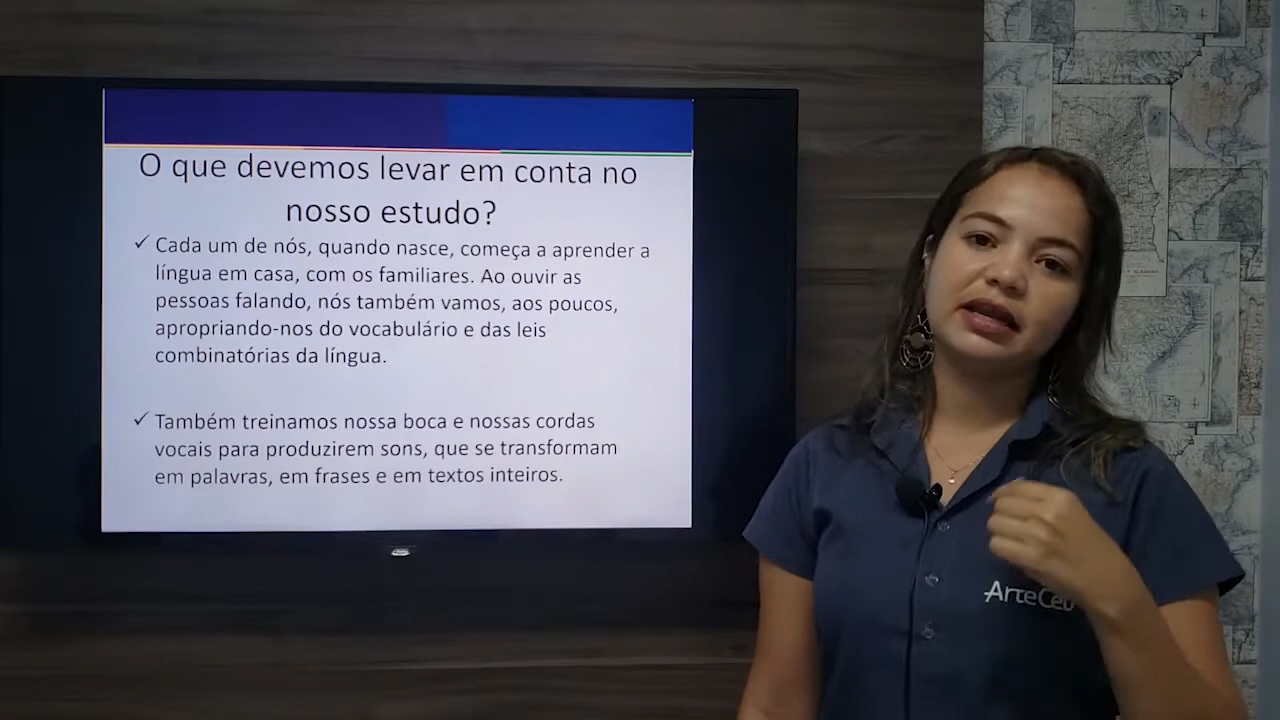 O que devemos levar em conta no
nosso estudo?
✓ Cada um de nós, quando nasce, começa a aprender a
língua em casa, com os familiares. Ao ouvir as
pessoas falando, nós também vamos, aos poucos,
apropriando-nos do vocabulário e das leis
combinatórias da língua.
✓ Também treinamos nossa boca e nossas cordas
vocais para produzirem sons, que se transformam
em palavras, em frases e em textos inteiros.